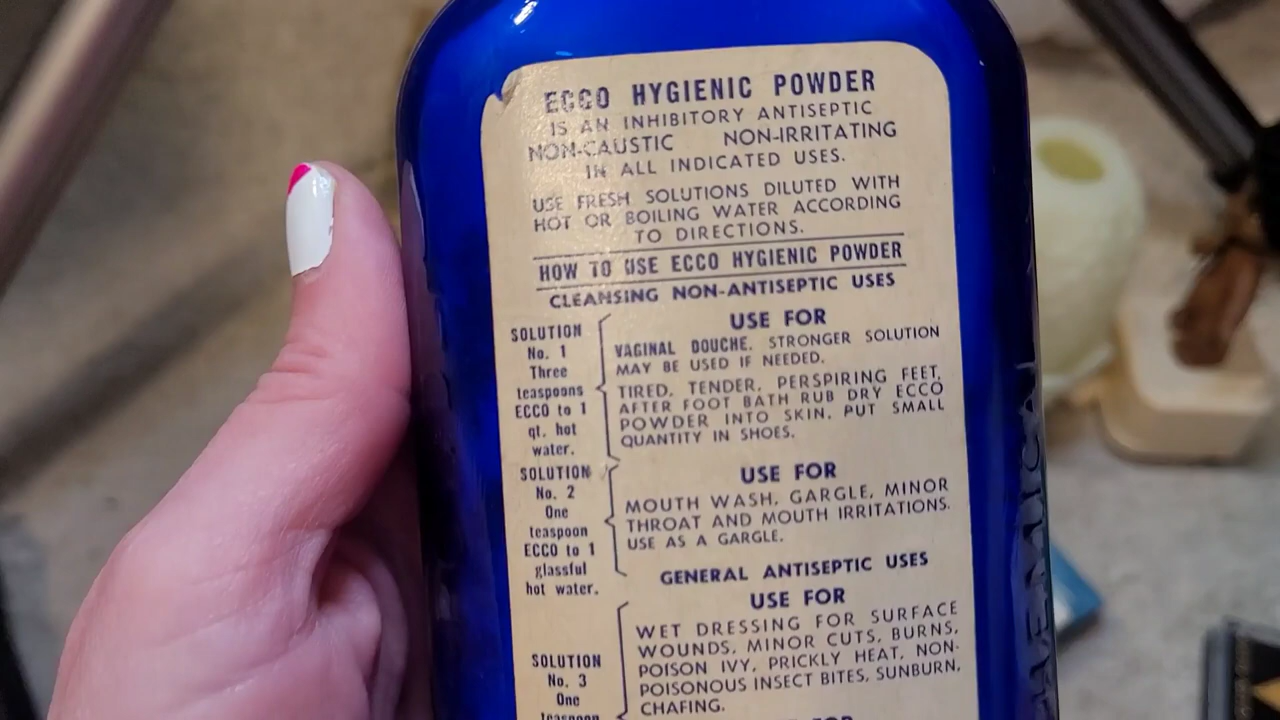 ECCO HYGIENIC POWDER
IS AN INHIBITORY ANTISEPTIC
NON-CAUSTIC NON-IRRITATING
IN ALL INDICATED USES.
USE FRESH SOLUTIONS DILUTED WITH
HOT OR BOILING WATER ACCORDING
TO DIRECTIONS.
HOW TO USE ECCO HYGIENIC POWDER
CLEANSING NON-ANTISEPTIC USES
SOLUTION
No. 1
Three
teaspoons
ECCO to 1
qt. hot
water.
USE FOR
VAGINAL DOUCHE. STRONGER SOLUTION
MAY BE USED IF NEEDED.
TIRED, TENDER, PERSPIRING FEET,
AFTER FOOT BATH RUB DRY ECCO
POWDER INTO SKIN. PUT SMALL
QUANTITY IN SHOES.
SOLUTION
No. 2
One
teaspoon
ECCO to 1
glassful
hot water.
USE FOR
MOUTH WASH, GARGLE, MINOR
THROAT AND MOUTH IRRITATIONS.
USE AS A GARGLE.
GENERAL ANTISEPTIC USES
SOLUTION
No. 3
One
teaspoon
USE FOR
WET DRESSING FOR SURFACE
WOUNDS, MINOR CUTS, BURNS,
POISON IVY, PRICKLY HEAT, NON-
POISONOUS INSECT BITES, SUNBURN,
CHAFING.
USE FOR